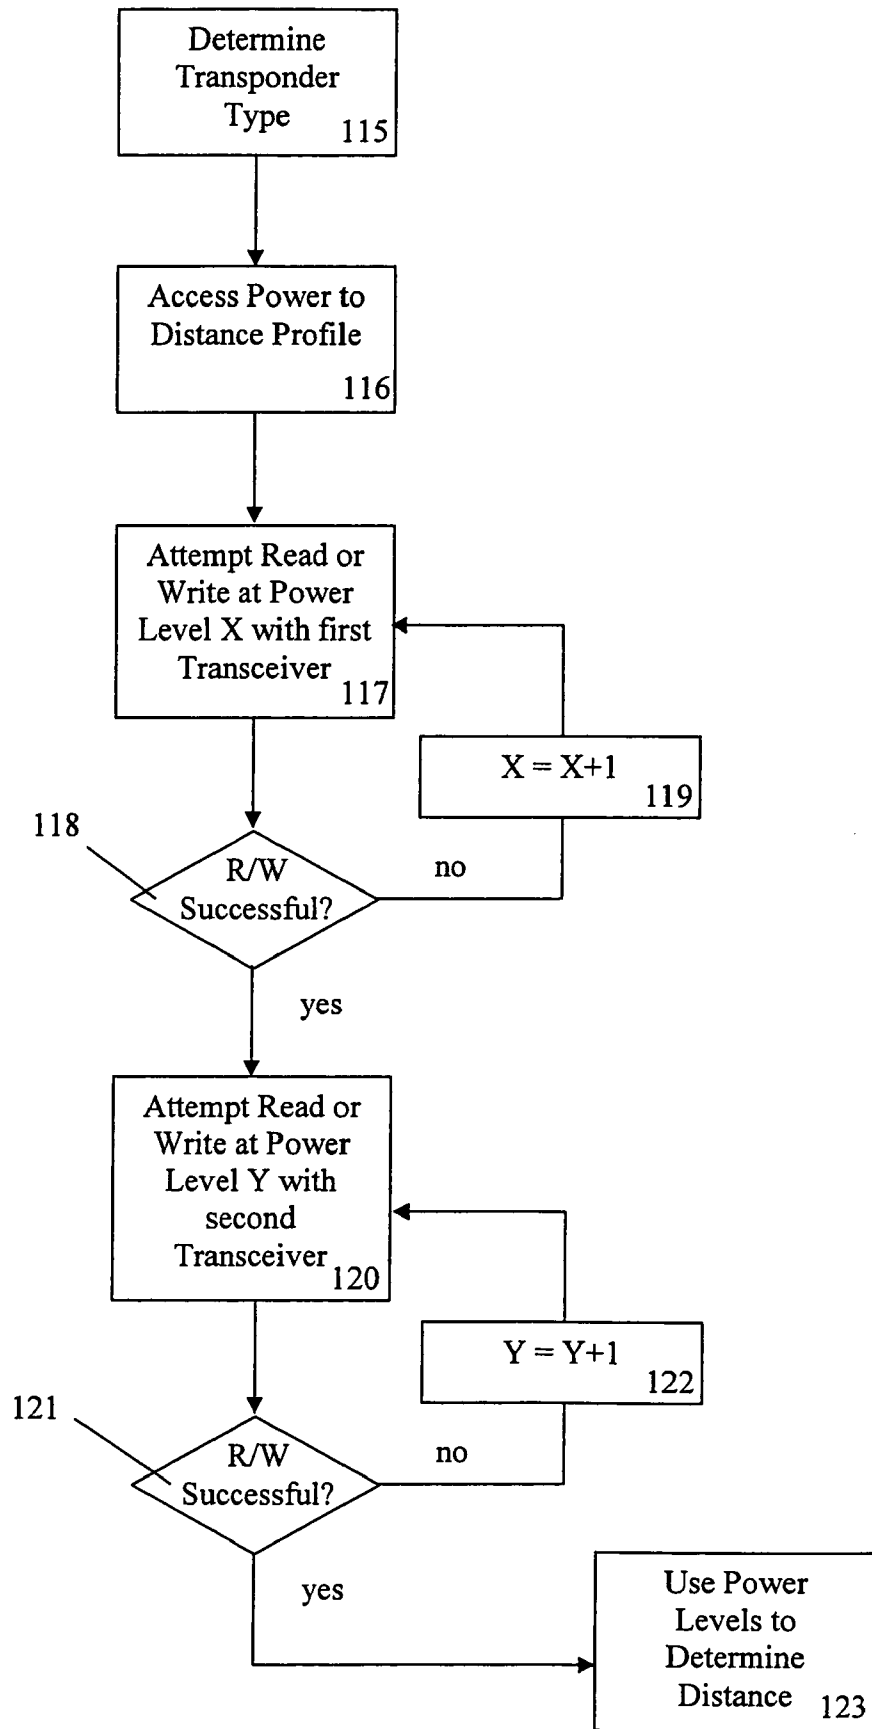 Determine
Transponder
Type
115
Access Power to
Distance Profile
116
Attempt Read or
Write at Power
Level X with first
Transceiver
117
X = X+1
119
118
R/W
Successful?
no
yes
Attempt Read or
Write at Power
Level Y with
second
Transceiver
120
Y = Y+1
122
121
R/W
Successful?
no
yes
Use Power
Levels to
Determine
Distance
123